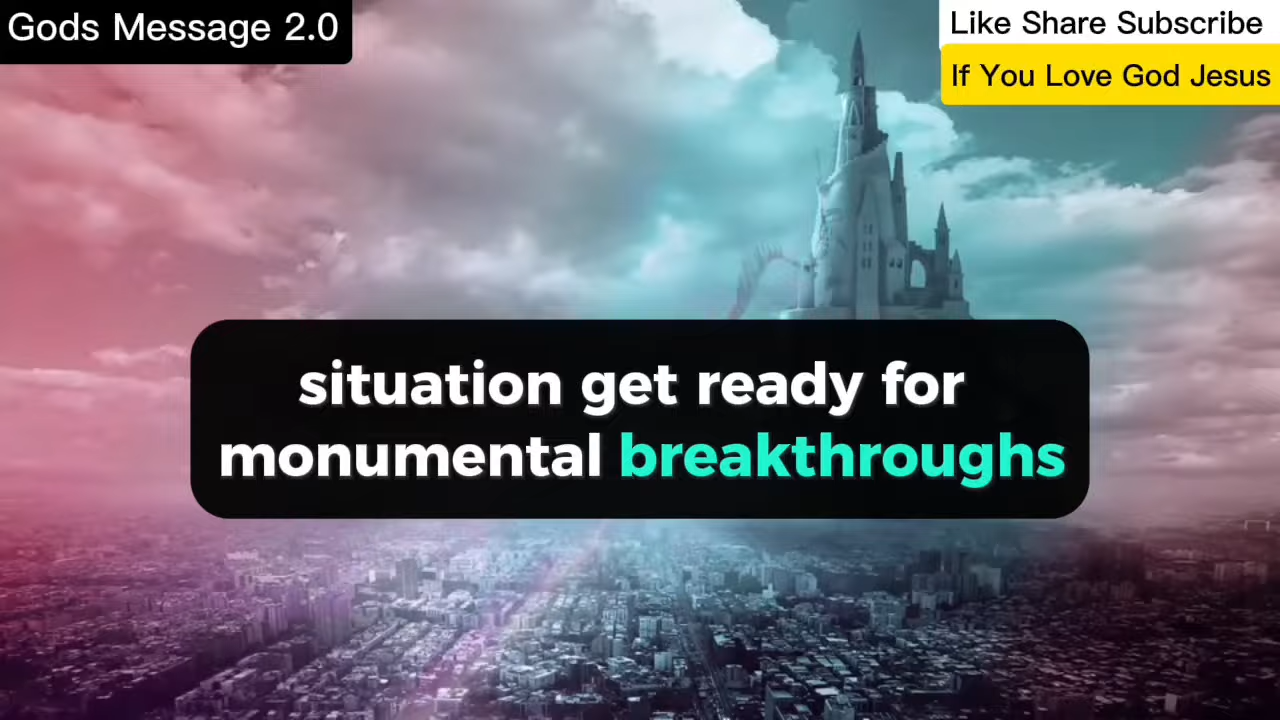 Gods Message 2.0
Like Share Subscribe
If You Love God Jesus
situation get ready for
monumental breakthroughs